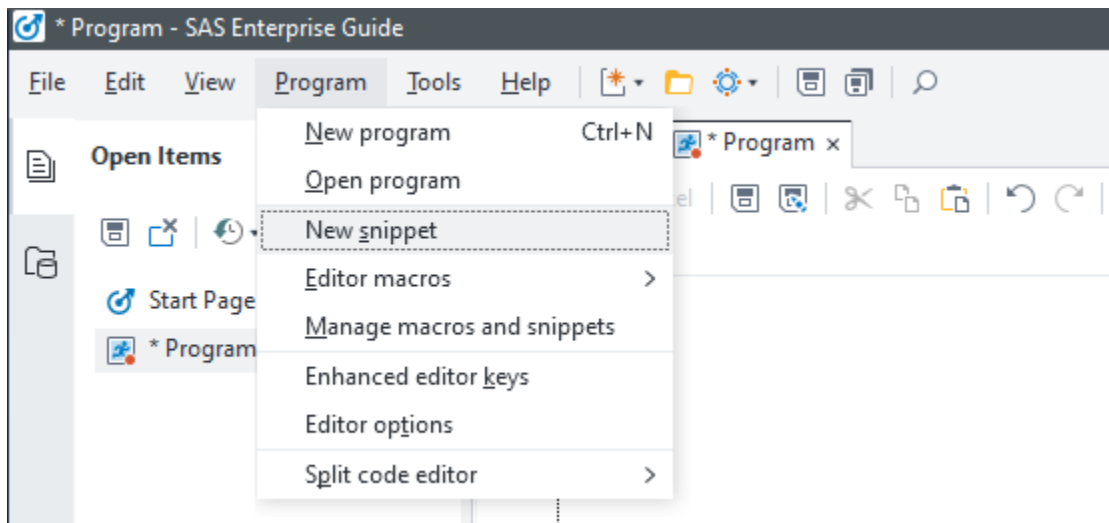 * Program - SAS Enterprise Guide
File Edit View Program Tools Help
Open Items
New program Ctrl+N
* Program ×
Open program
New snippet
Editor macros >
Start Page
Manage macros and snippets
* Program
Enhanced editor keys
Editor options
Split code editor >